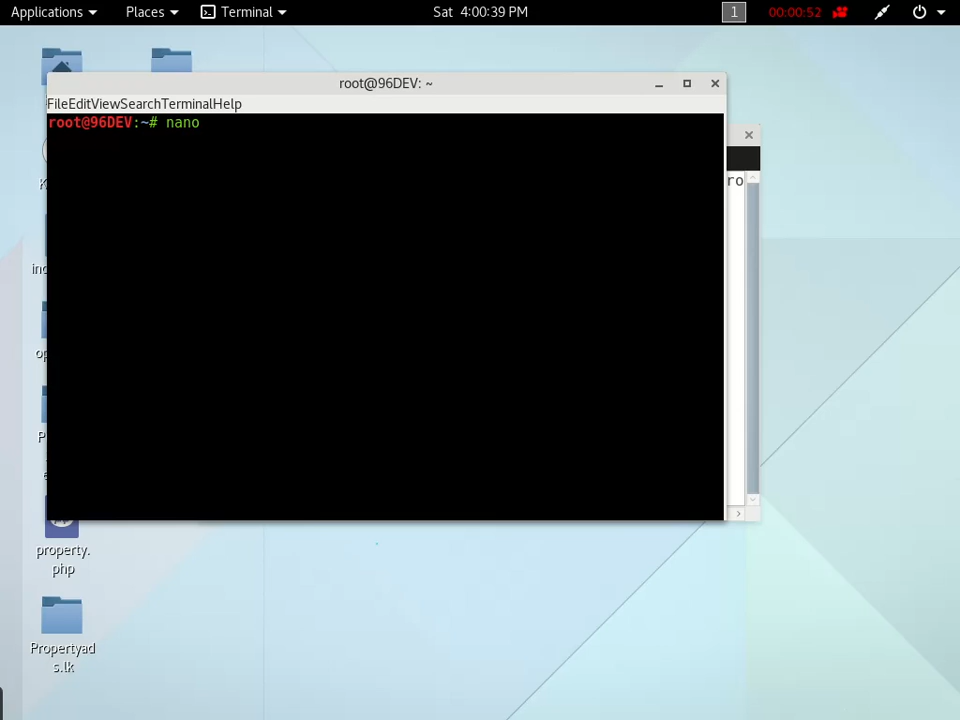 Applications Places Terminal Sat 4:00:39 PM 1 00:00:52
root@96DEV: ~
FileEditViewSearchTerminalHelp
root@96DEV:~# nano
ro
property.
php
Propertyad
s.lk